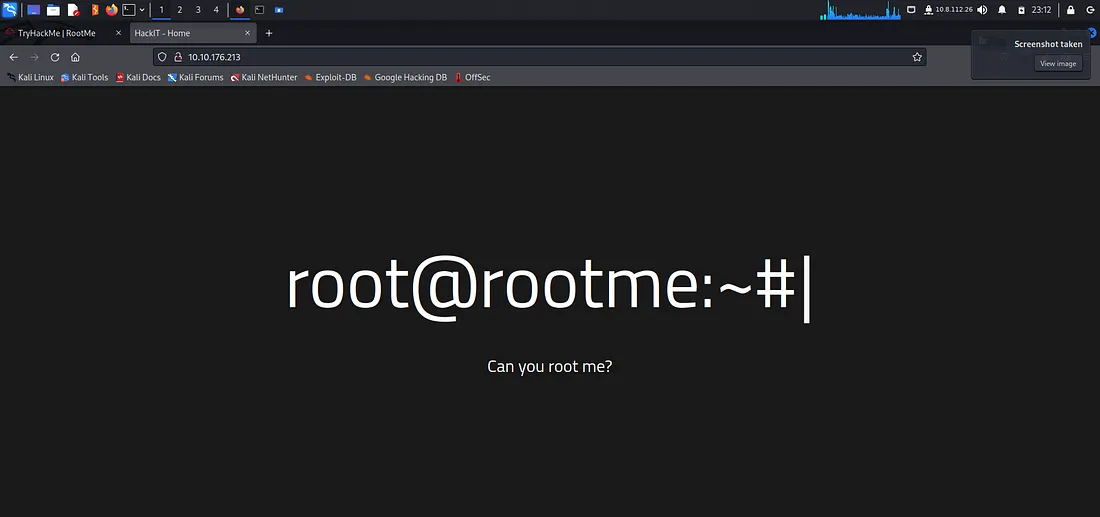 1 2 3 4 10.8.112.26 23:12
TryHackMe | RootMe HackIT - Home
Screenshot taken
10.10.176.213
View image
Kali Linux Kali Tools Kali Docs Kali Forums Kali NetHunter Exploit-DB Google Hacking DB OffSec
root@rootme:~#|
Can you root me?